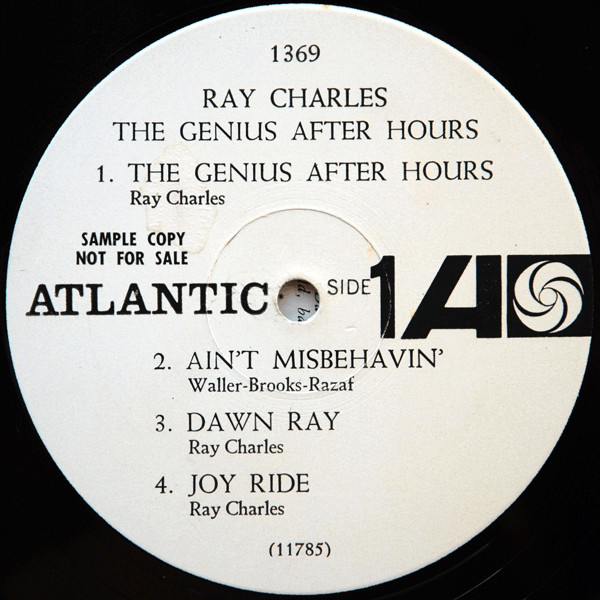 1369
RAY CHARLES
THE GENIUS AFTER HOURS
1. THE GENIUS AFTER HOURS
Ray Charles
SAMPLE COPY
NOT FOR SALE
ATLANTIC
SIDE 1
A
2. AIN'T MISBEHAVIN'
Waller-Brooks-Razaf
3. DAWN RAY
Ray Charles
4. JOY RIDE
Ray Charles
(11785)